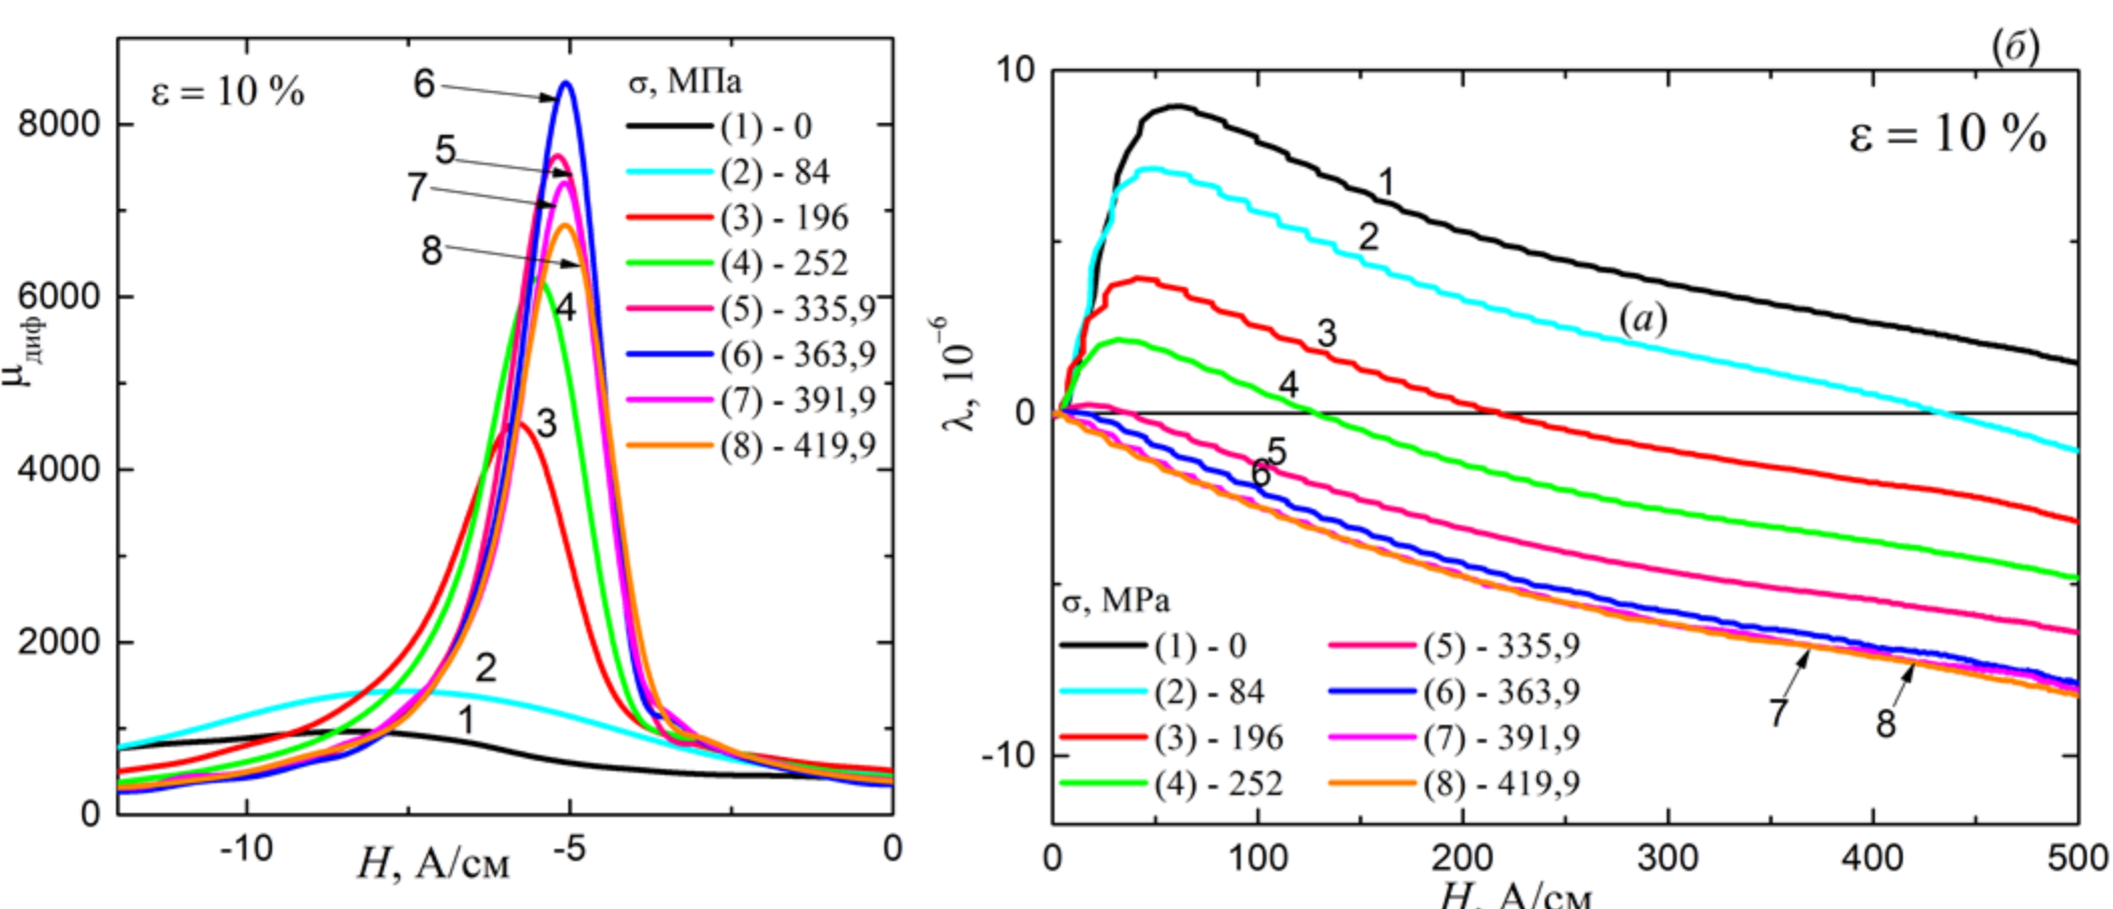 ε = 10 %
σ, МПа
(1) - 0
(2) - 84
(3) - 196
(4) - 252
(5) - 335,9
(6) - 363,9
(7) - 391,9
(8) - 419,9
6
5
7
8
4
3
2
1
μдиф
8000
6000
4000
2000
0
-10
-5
0
H, А/см
(б)
ε = 10 %
(а)
1
2
3
4
5
6
7
8
λ, 10⁻⁶
10
0
-10
σ, MPa
(1) - 0
(2) - 84
(3) - 196
(4) - 252
(5) - 335,9
(6) - 363,9
(7) - 391,9
(8) - 419,9
0
100
200
300
400
500
H, А/см